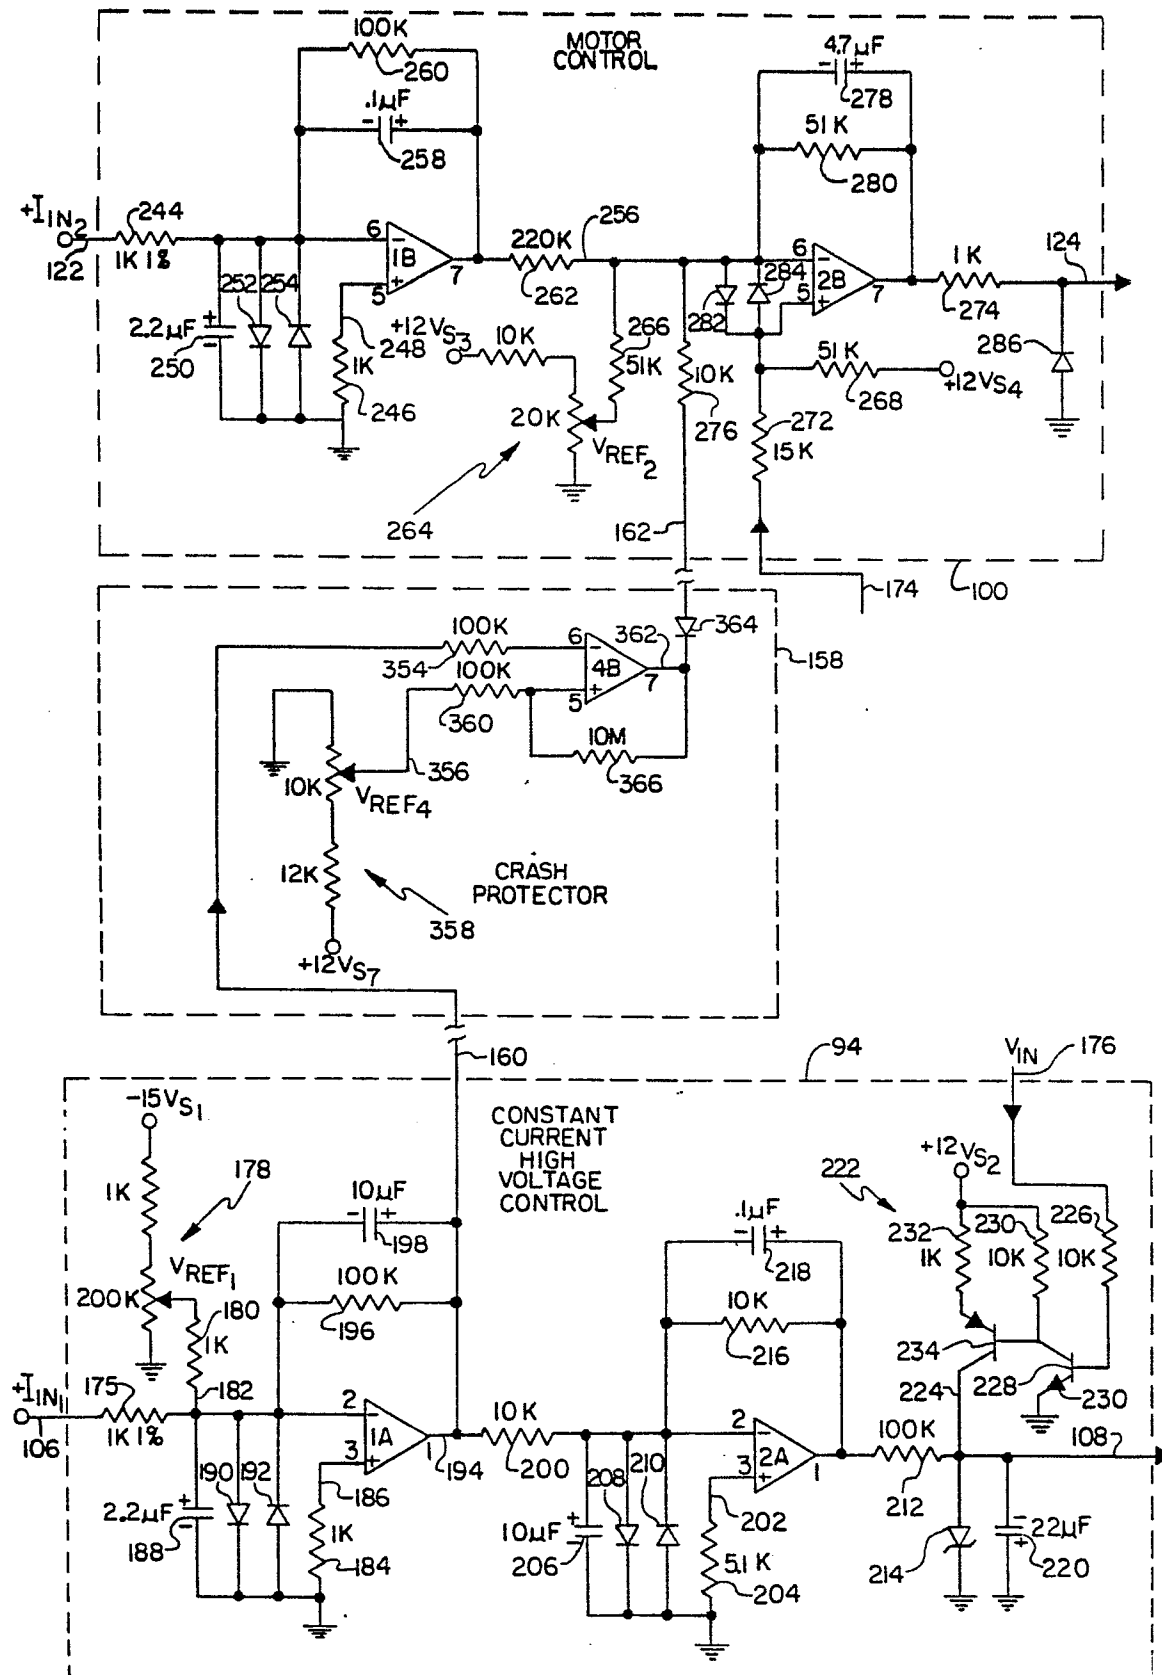 100K
260
MOTOR
CONTROL
4.7µF
- +
278
.1µF
- +
258
51K
280
+IIN2
122
244
1K 1%
252
254
2.2µF
+
-
250
6
-
1B
+
5
7
248
1K
246
220K
262
256
+12VS3
10K
20K
VREF2
264
266
51K
10K
276
282
284
6
-
2B
5
+
7
1K
274
124
286
51K
268
+12VS4
272
15K
162
174
100
100K
354
6
-
4B
+
5
7
362
364
158
100K
360
10M
366
356
10K
VREF4
12K
358
CRASH
PROTECTOR
+12VS7
160
94
VIN
176
-15VS1
1K
178
VREF1
200K
180
1K
182
CONSTANT
CURRENT
HIGH
VOLTAGE
CONTROL
10µF
- +
198
100K
196
+IIN1
106
175
1K 1%
190
192
2.2µF
+
-
188
2
-
1A
3
+
1
186
1K
184
194
10K
200
.1µF
- +
218
10K
216
208
210
10µF
+
-
206
2
-
2A
3
+
1
202
5.1K
204
222
+12VS2
232
1K
230
10K
226
10K
234
224
228
230
100K
212
108
214
-
22µF
+
220